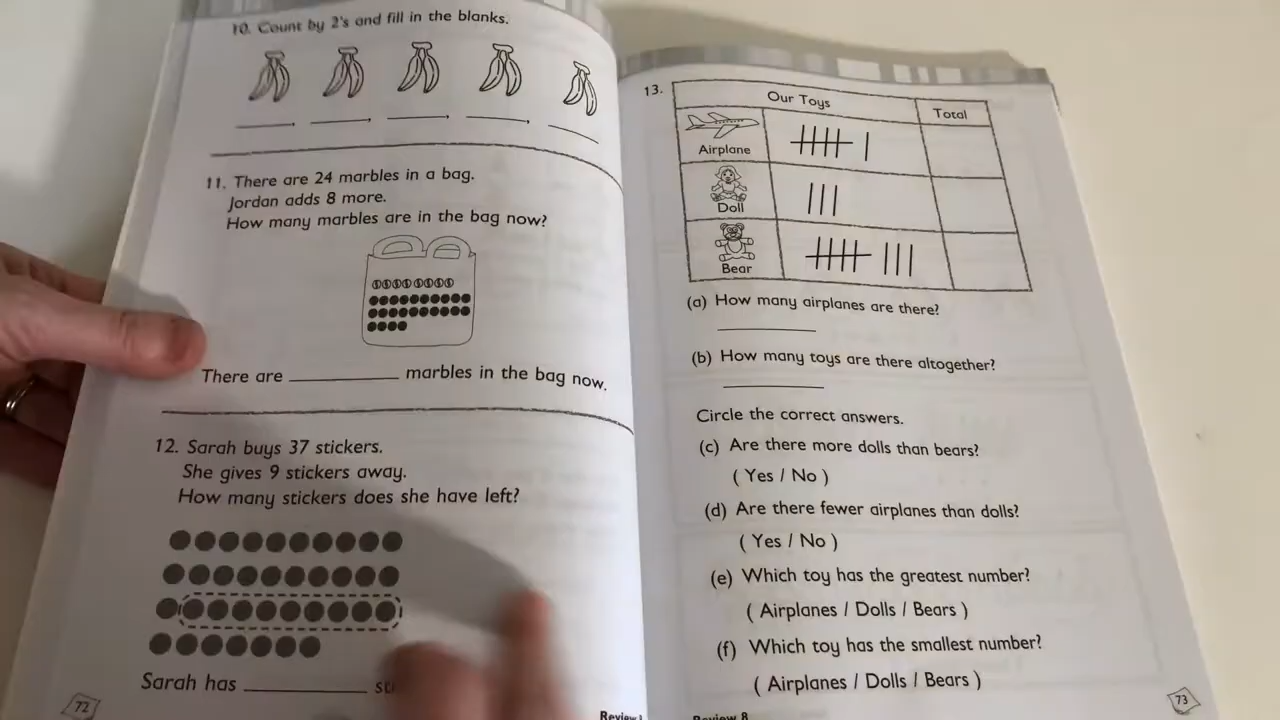 10. Count by 2's and fill in the blanks.
11. There are 24 marbles in a bag.
Jordan adds 8 more.
How many marbles are in the bag now?
There are __________ marbles in the bag now.
12. Sarah buys 37 stickers.
She gives 9 stickers away.
How many stickers does she have left?
Sarah has __________
72
13.
Our Toys Total
Airplane
Doll
Bear
(a) How many airplanes are there?
(b) How many toys are there altogether?
Circle the correct answers.
(c) Are there more dolls than bears?
( Yes / No )
(d) Are there fewer airplanes than dolls?
( Yes / No )
(e) Which toy has the greatest number?
( Airplanes / Dolls / Bears )
(f) Which toy has the smallest number?
( Airplanes / Dolls / Bears )
Review 8
73